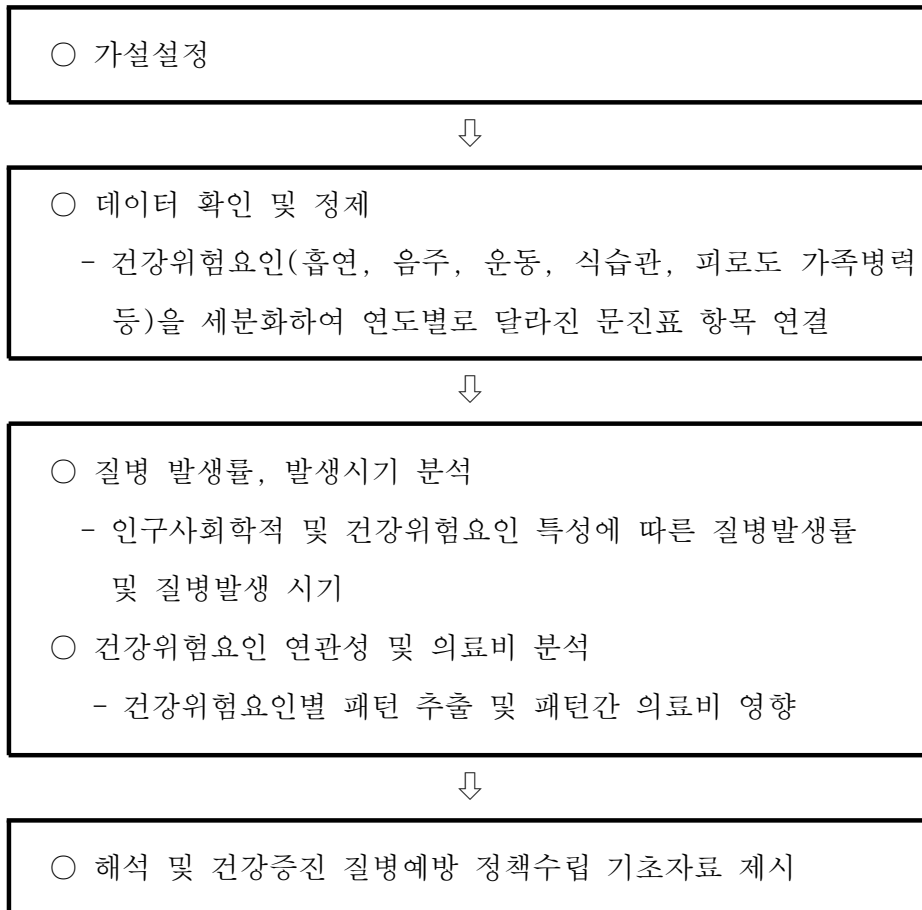 ○ 가설설정
⇩
○ 데이터 확인 및 정제
- 건강위험요인(흡연, 음주, 운동, 식습관, 피로도 가족병력
등)을 세분화하여 연도별로 달라진 문진표 항목 연결
⇩
○ 질병 발생률, 발생시기 분석
- 인구사회학적 및 건강위험요인 특성에 따른 질병발생률
및 질병발생 시기
○ 건강위험요인 연관성 및 의료비 분석
- 건강위험요인별 패턴 추출 및 패턴간 의료비 영향
⇩
○ 해석 및 건강증진 질병예방 정책수립 기초자료 제시